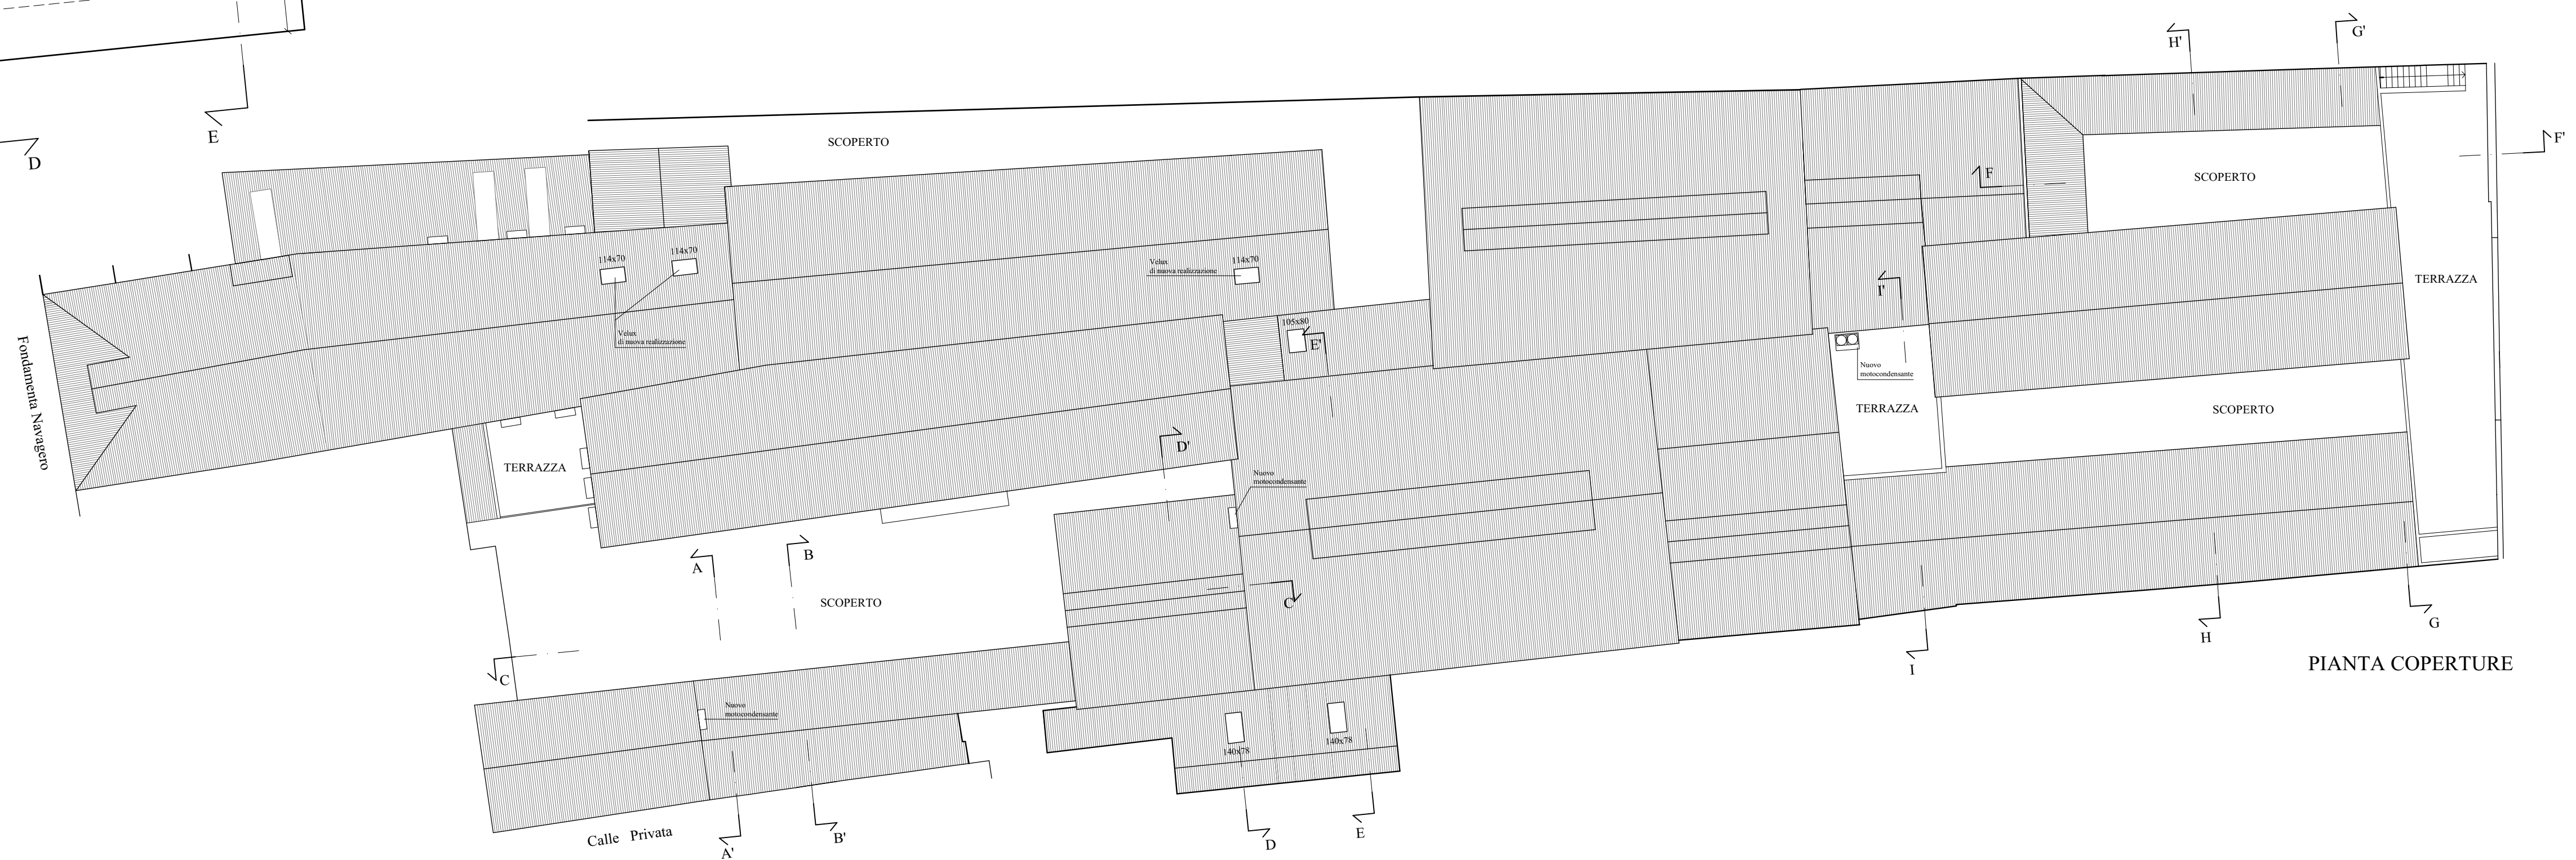 H'
G'
E
D
SCOPERTO
F'
F
SCOPERTO
114x70
114x70
Velux
di nuova realizzazione
114x70
TERRAZZA
I'
105x80
E'
Velux
di nuova realizzazione
Fondamenta Navagero
Nuovo
motocondensante
TERRAZZA
SCOPERTO
D'
TERRAZZA
Nuovo
motocondensante
B
A
SCOPERTO
C
G
H
PIANTA COPERTURE
I
C
Nuovo
motocondensante
140x78
140x78
Calle Privata
A'
B'
D
E